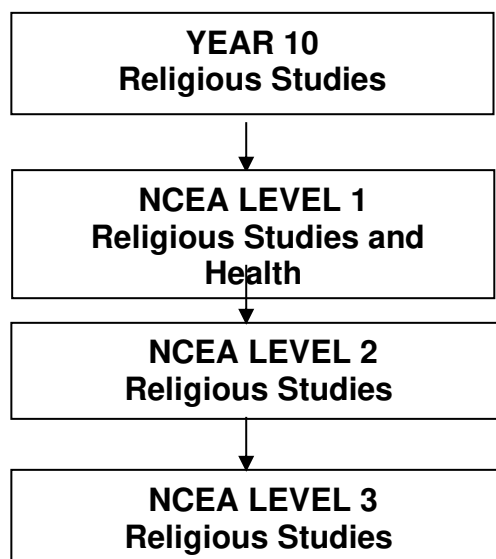 YEAR 10
Religious Studies
NCEA LEVEL 1
Religious Studies and
Health
NCEA LEVEL 2
Religious Studies
NCEA LEVEL 3
Religious Studies